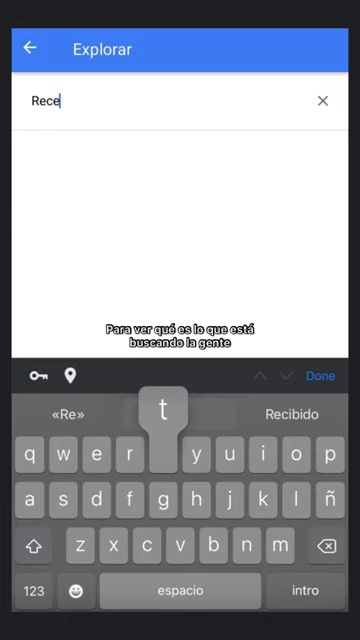 Explorar
Rece
Para ver qué es lo que está
buscando la gente
Done
«Re»
Recibido
t
q w e r y u i o p
a s d f g h j k l ñ
z x c v b n m
123
espacio
intro